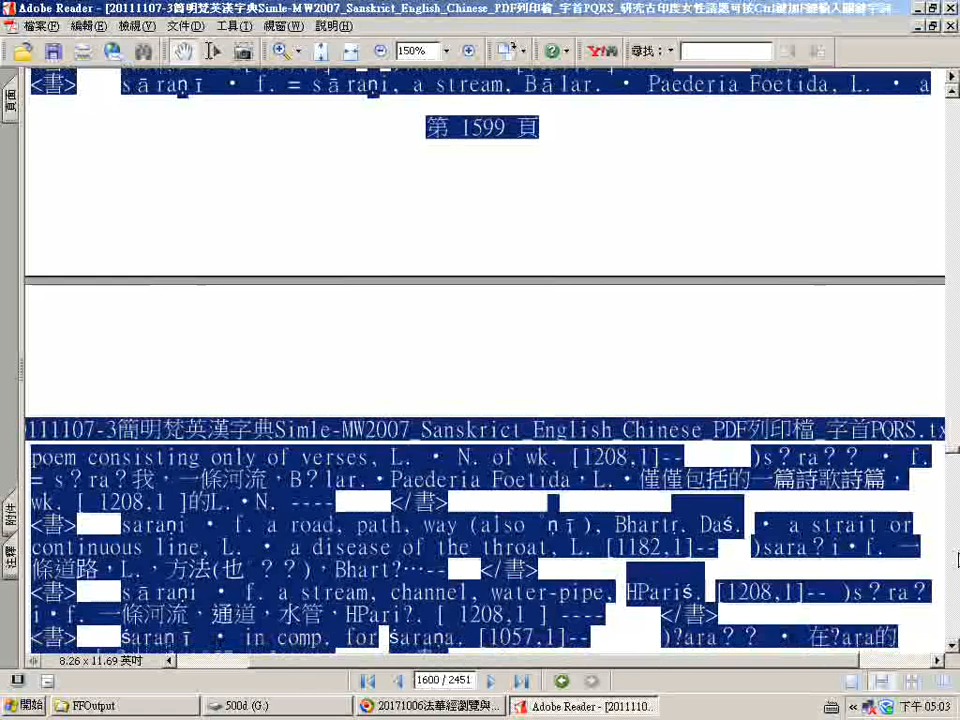 Adobe Reader - [20111107-3簡明梵英漢字典Simle-MW2007_Sanskrict_English_Chinese_PDF列印檔_字首PQRS_研究古印度女性議題可按Ctrl鍵加F鍵輸入關鍵字詞
檔案(F) 編輯(E) 檢視(V) 文件(D) 工具(T) 視窗(W) 說明(H)
150% Y! 尋找:
頁面
<書> sāraṇī • f. = sāraṇi, a stream, Bālar. • Paederia Foetida, L. • a
第 1599 頁
111107-3簡明梵英漢字典Simle-MW2007_Sanskrict_English_Chinese_PDF列印檔_字首PQRS.tx
poem consisting only of verses, L. • N. of wk. [1208,1]-- )s?ra?? • f.
= s?ra?我，一條河流，B?lar.•Paederia Foetida，L.•僅僅包括的一篇詩歌詩篇，
wk. [ 1208,1 ]的L.•N. ---- </書>
<書> saraṇi • f. a road, path, way (also ṇī), Bhartṛ. Daś. • a strait or
continuous line, L. • a disease of the throat, L. [1182,1]-- )sara?i•f. 一
條道路，L.，方法(也 ??)，Bhart?…-- </書>
<書> sāraṇi • f. a stream, channel, water-pipe, HPariś. [1208,1]-- )s?ra?
i•f. 一條河流，通道，水管，HPari?. [ 1208,1 ] ---- </書>
<書> śaraṇī • in comp. for śaraṇa. [1057,1]-- )?ara?? • 在?ara的
附件
注釋
8.26 x 11.69 英吋
1600 / 2451
開始 FFOutput 500d (G:) 20171006法華經瀏覽與... Adobe Reader - [2011110... « 下午 05:03